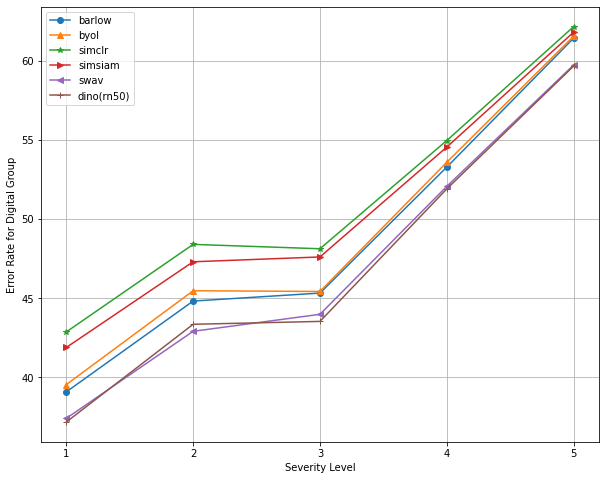 barlow
byol
simclr
simsiam
swav
dino(rn50)
Error Rate for Digital Group
60
55
50
45
40
1 2 3 4 5
Severity Level